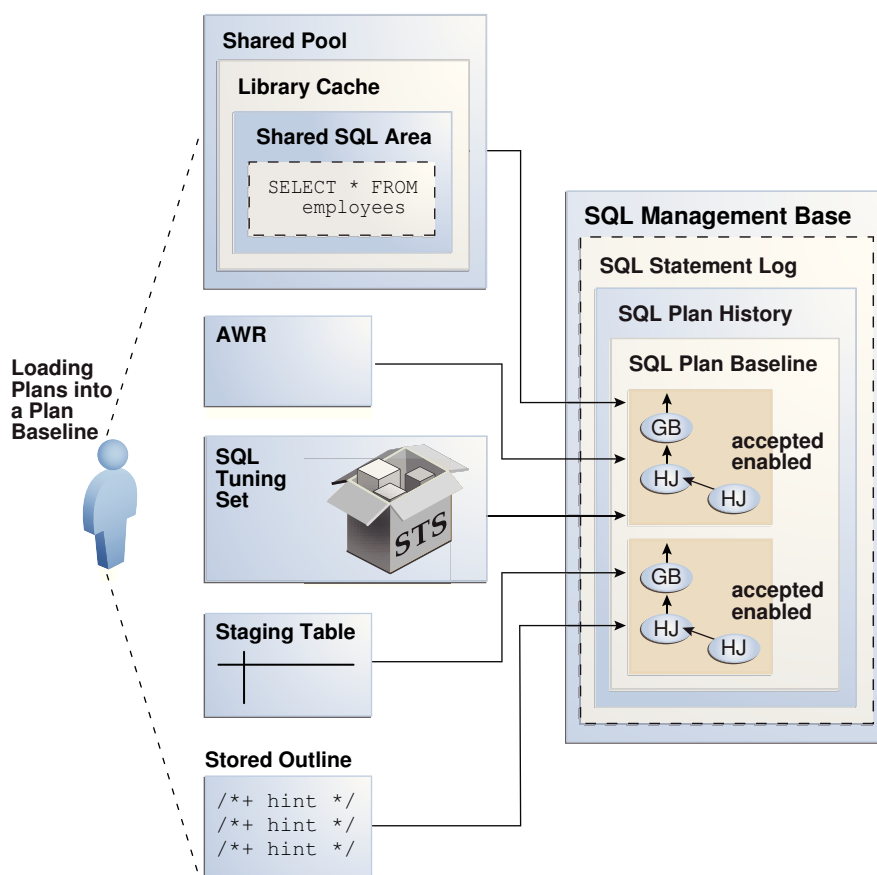 Loading
Plans into
a Plan
Baseline
Shared Pool
Library Cache
Shared SQL Area
SELECT * FROM
employees
AWR
SQL
Tuning
Set
STS
Staging Table
Stored Outline
/*+ hint */
/*+ hint */
/*+ hint */
SQL Management Base
SQL Statement Log
SQL Plan History
SQL Plan Baseline
GB
HJ
HJ
accepted
enabled
GB
HJ
HJ
accepted
enabled